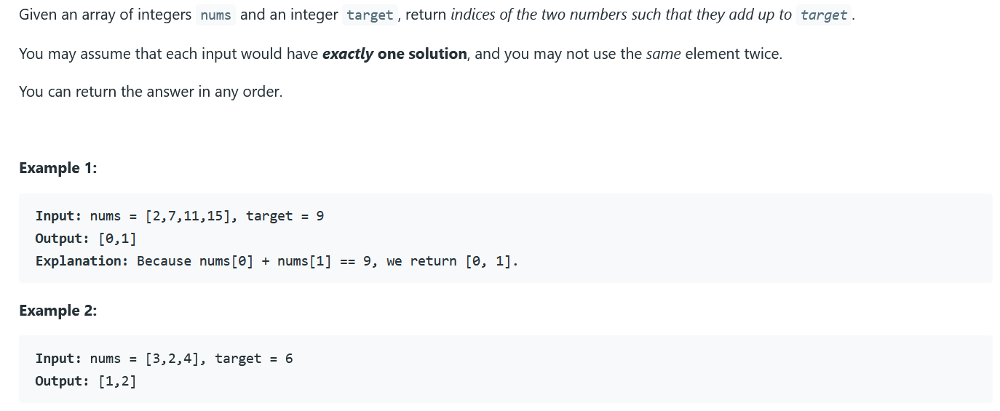 Given an array of integers nums and an integer target, return indices of the two numbers such that they add up to target.
You may assume that each input would have exactly one solution, and you may not use the same element twice.
You can return the answer in any order.
Example 1:
Input: nums = [2,7,11,15], target = 9
Output: [0,1]
Explanation: Because nums[0] + nums[1] == 9, we return [0, 1].
Example 2:
Input: nums = [3,2,4], target = 6
Output: [1,2]